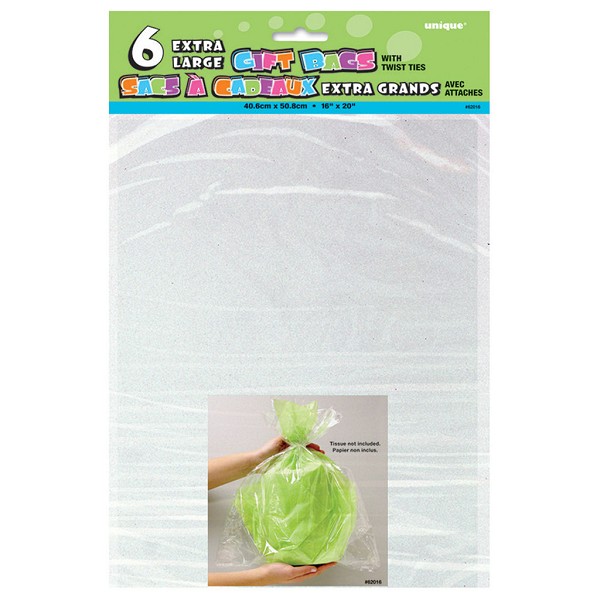 unique
6 EXTRA LARGE GIFT BAGS WITH TWIST TIES
SACS À CADEAUX EXTRA GRANDS AVEC ATTACHES
40.6cm x 50.8cm • 16" x 20"
#62016
Tissue not included.
Papier non inclus.
#62016